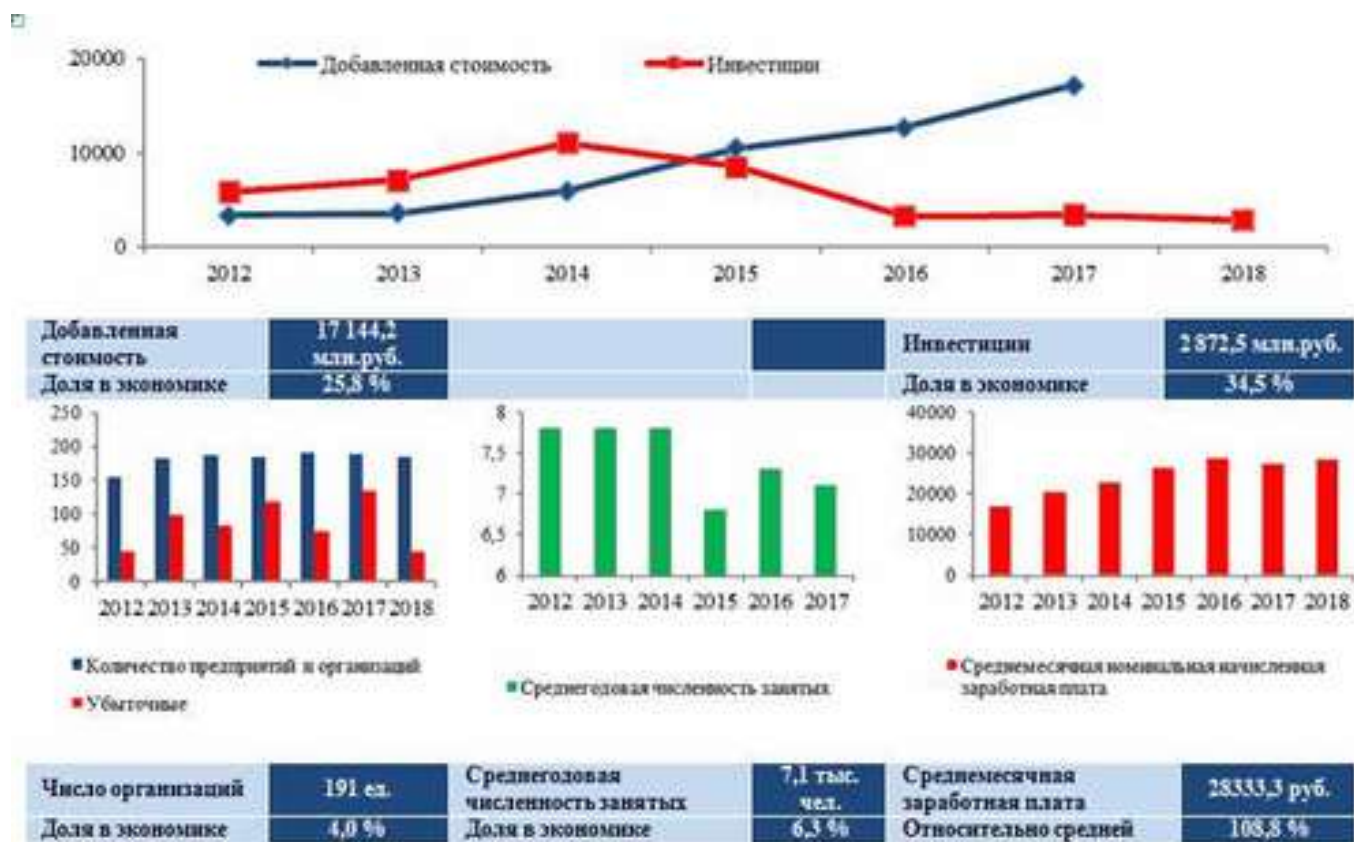 20000
Добавленная стоимость
Инвестиции
10000
0
2012 2013 2014 2015 2016 2017 2018
Добавленная
стоимость
17 144,2
млн.руб.
Инвестиции
2 872,5 млн.руб.
Доля в экономике
25,8 %
Доля в экономике
34,5 %
250
200
150
100
50
0
2012 2013 2014 2015 2016 2017 2018
Количество предприятий и организаций
Убыточные
8
7,5
7
6,5
6
2012 2013 2014 2015 2016 2017
Среднегодовая численность занятых
40000
30000
20000
10000
0
2012 2013 2014 2015 2016 2017 2018
Среднемесячная номинальная начисленная
заработная плата
Число организаций
191 ед.
Среднегодовая
численность занятых
7,1 тыс.
чел.
Среднемесячная
заработная плата
28333,3 руб.
Доля в экономике
4,0 %
Доля в экономике
6,3 %
Относительно средней
108,8 %